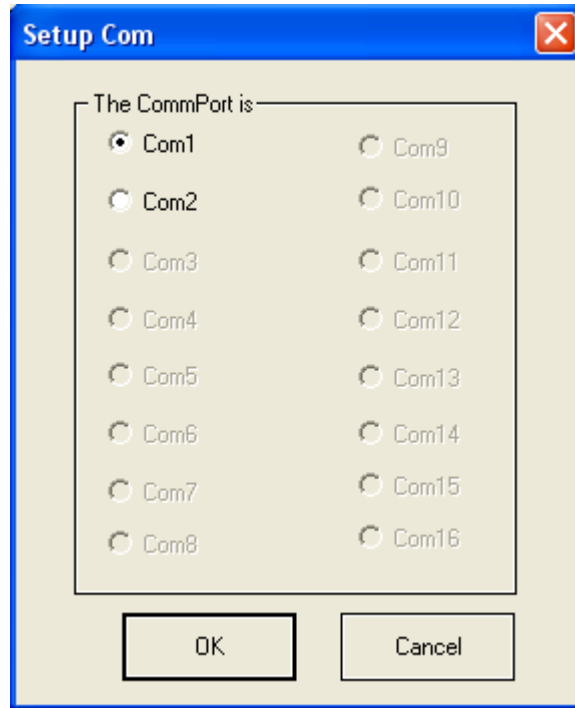 Setup Com
The CommPort is
Com1
Com2
Com3
Com4
Com5
Com6
Com7
Com8
Com9
Com10
Com11
Com12
Com13
Com14
Com15
Com16
OK
Cancel